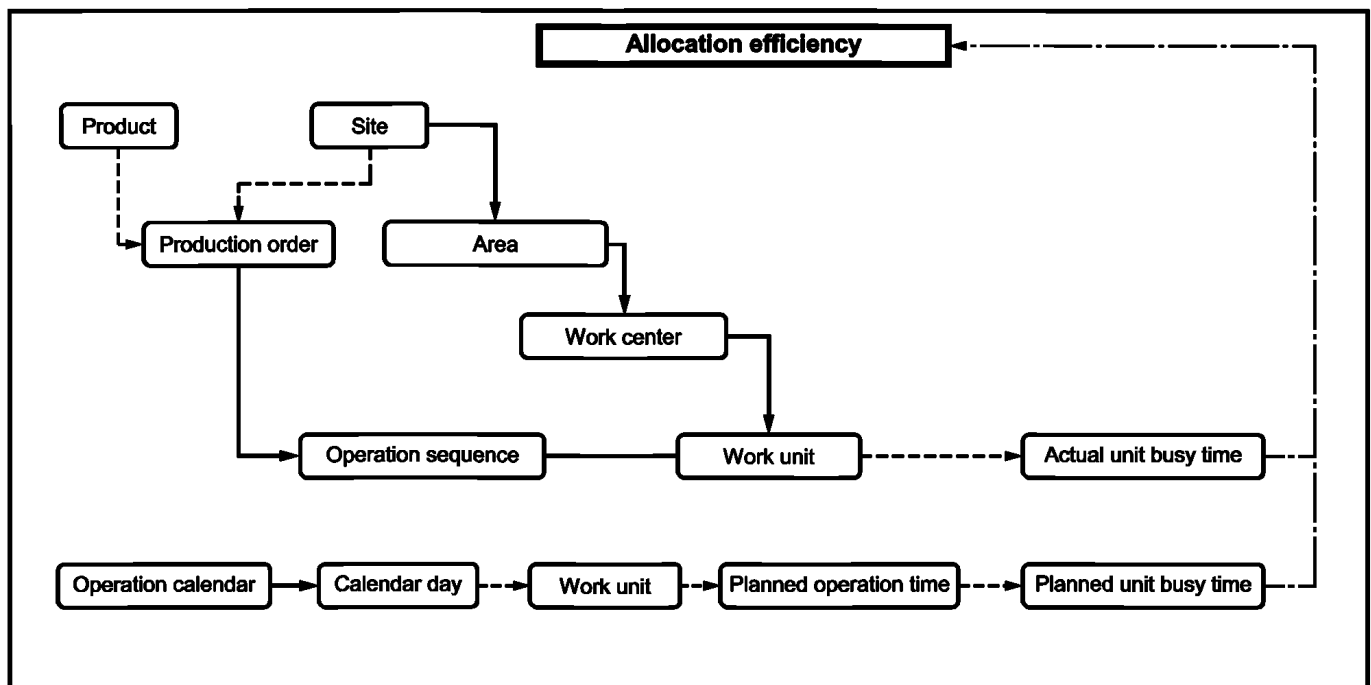 Allocation efficiency
Product
Site
Production order
Area
Work center
Operation sequence
Work unit
Actual unit busy time
Operation calendar
Calendar day
Work unit
Planned operation time
Planned unit busy time